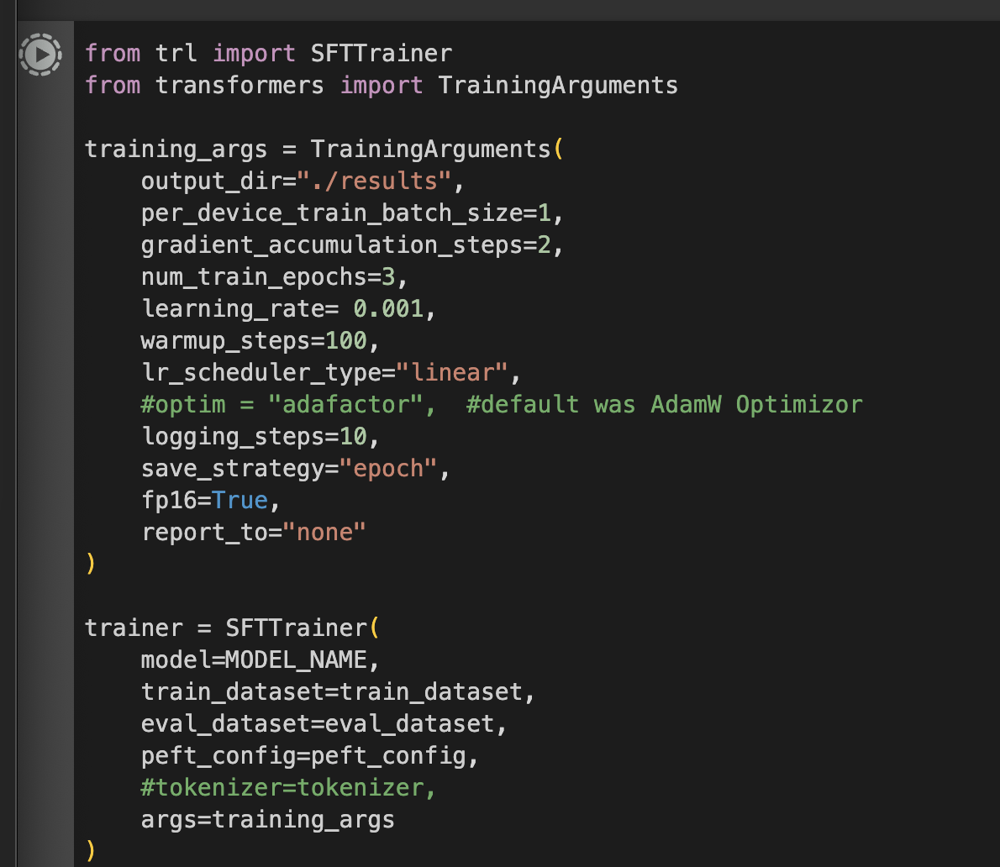 from trl import SFTTrainer
from transformers import TrainingArguments
training_args = TrainingArguments(
output_dir="./results",
per_device_train_batch_size=1,
gradient_accumulation_steps=2,
num_train_epochs=3,
learning_rate= 0.001,
warmup_steps=100,
lr_scheduler_type="linear",
#optim = "adafactor",  #default was AdamW Optimizor
logging_steps=10,
save_strategy="epoch",
fp16=True,
report_to="none"
)
trainer = SFTTrainer(
model=MODEL_NAME,
train_dataset=train_dataset,
eval_dataset=eval_dataset,
peft_config=peft_config,
#tokenizer=tokenizer,
args=training_args
)